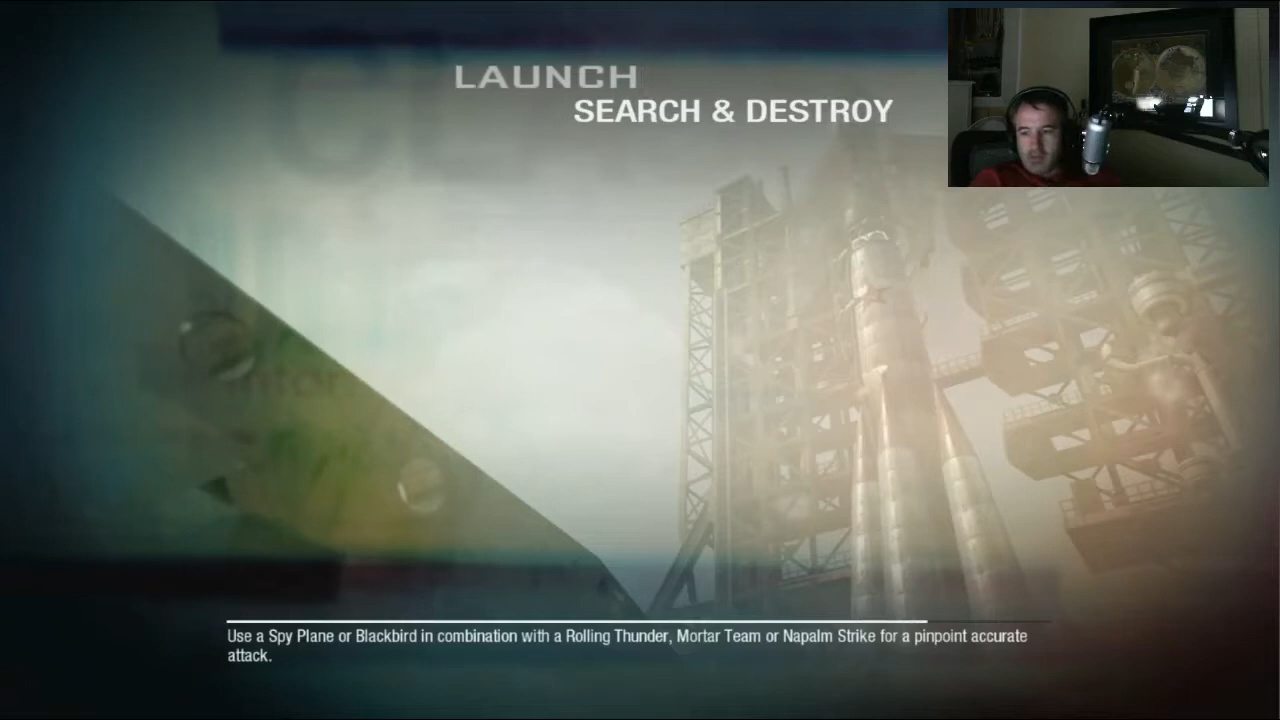 LAUNCH
SEARCH & DESTROY
Use a Spy Plane or Blackbird in combination with a Rolling Thunder, Mortar Team or Napalm Strike for a pinpoint accurate
attack.